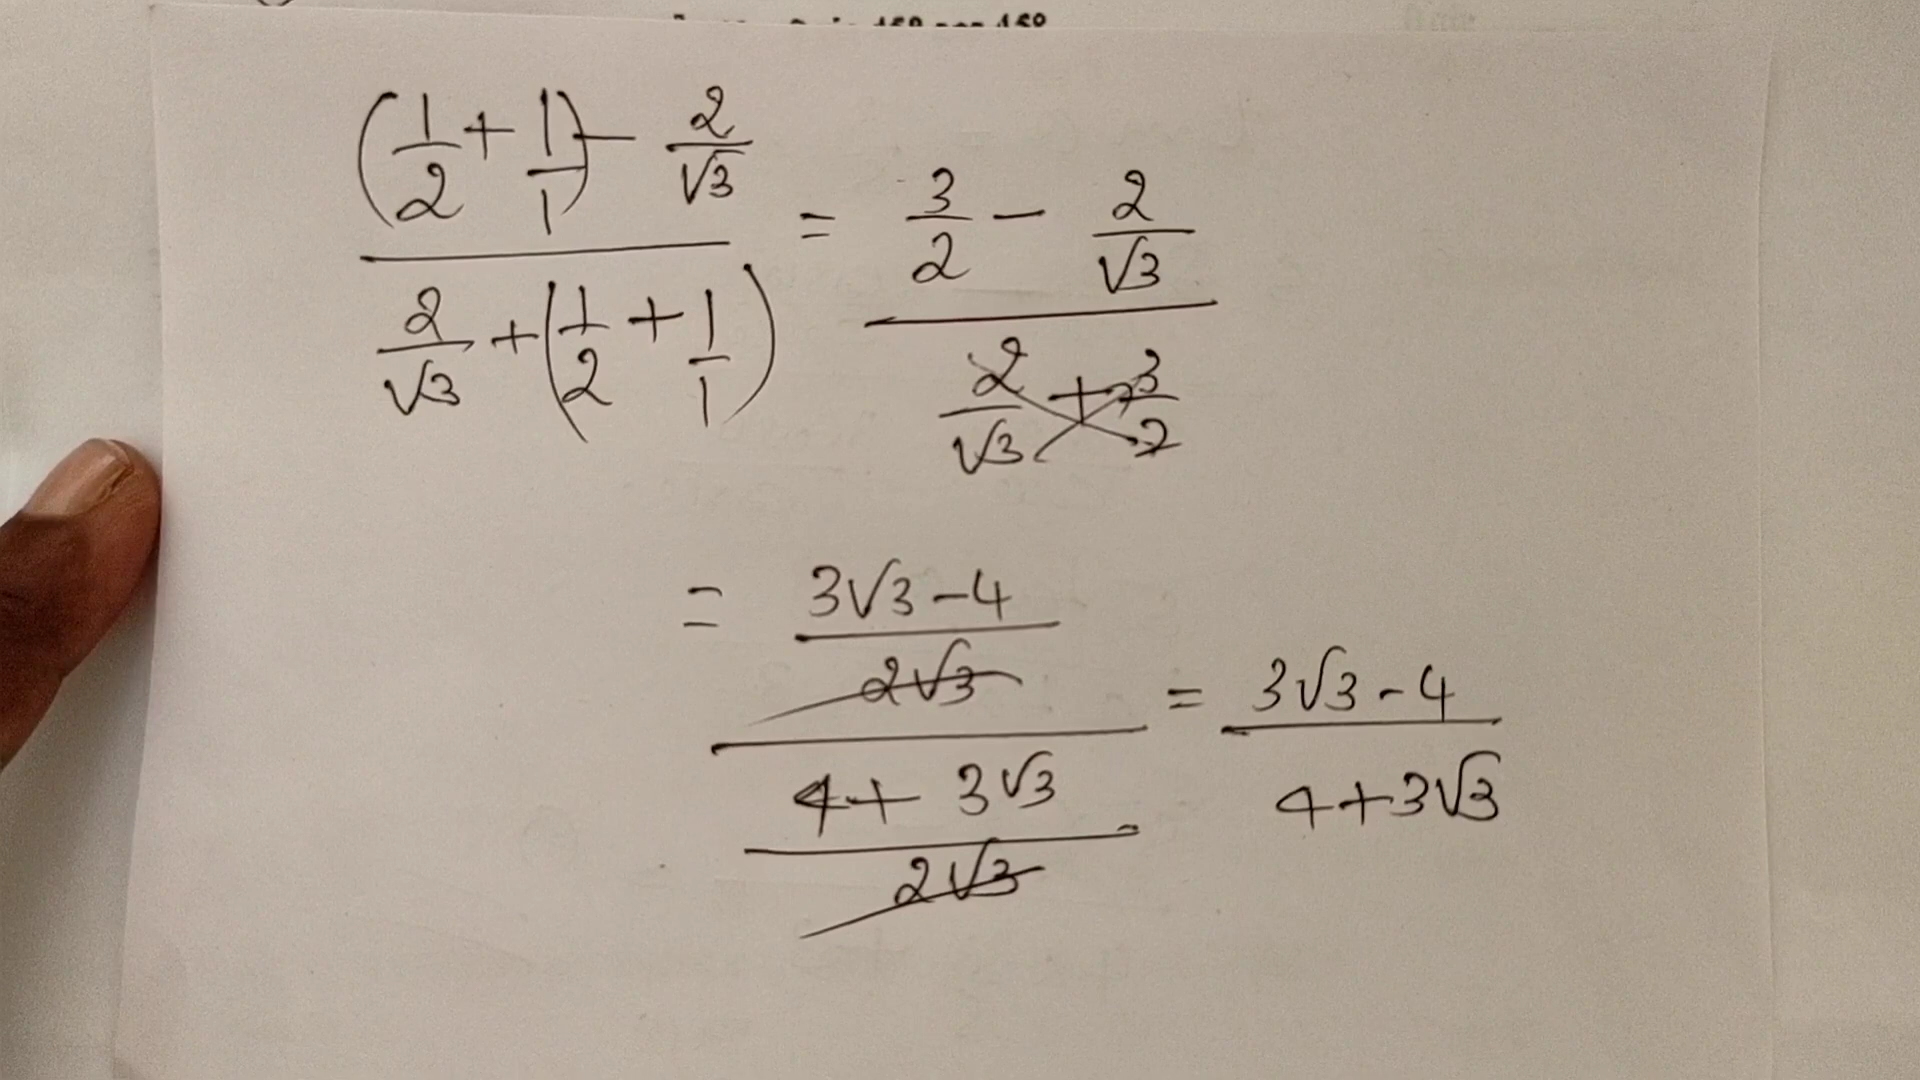 (1/2 + 1/1) - 2/√3 / 2/√3 + (1/2 + 1/1) = 3/2 - 2/√3 / 2/√3 + 3/2
= 3√3 - 4 / 2√3 / 4 + 3√3 / 2√3 = 3√3 - 4 / 4 + 3√3